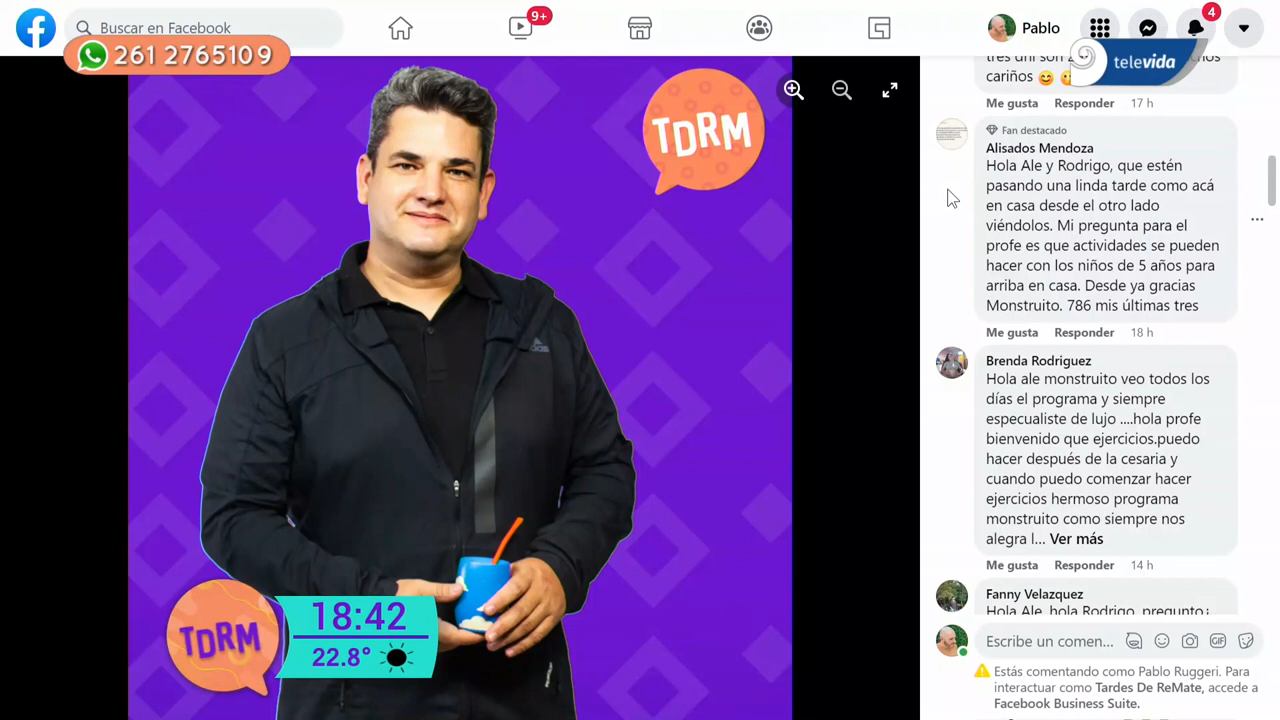 Buscar en Facebook
9+
Pablo
4
261 2765109
televida
TDRM
adidas
TDRM
18:42
22.8°
cariños
Me gusta Responder 17 h
Fan destacado
Alisados Mendoza
Hola Ale y Rodrigo, que estén
pasando una linda tarde como acá
en casa desde el otro lado
viéndolos. Mi pregunta para el
profe es que actividades se pueden
hacer con los niños de 5 años para
arriba en casa. Desde ya gracias
Monstruito. 786 mis últimas tres
Me gusta Responder 18 h
Brenda Rodriguez
Hola ale monstruito veo todos los
días el programa y siempre
especualiste de lujo ....hola profe
bienvenido que ejercicios.puedo
hacer después de la cesaria y
cuando puedo comenzar hacer
ejercicios hermoso programa
monstruito como siempre nos
alegra l... Ver más
Me gusta Responder 14 h
Fanny Velazquez
Hola Ale, hola Rodrigo, pregunto¿
Escribe un comen...
GIF
Estás comentando como Pablo Ruggeri. Para
interactuar como Tardes De ReMate, accede a
Facebook Business Suite.